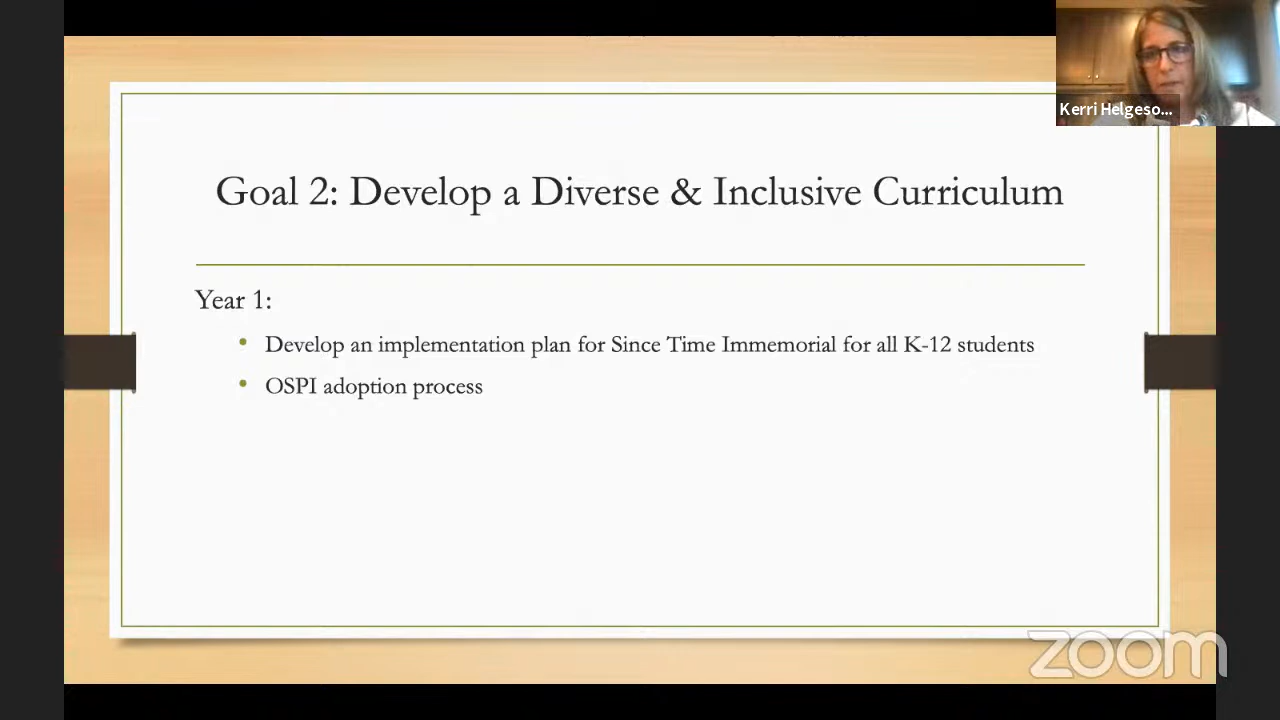 Kerri Helgeso...
Goal 2: Develop a Diverse & Inclusive Curriculum
Year 1:
• Develop an implementation plan for Since Time Immemorial for all K-12 students
• OSPI adoption process
zoom